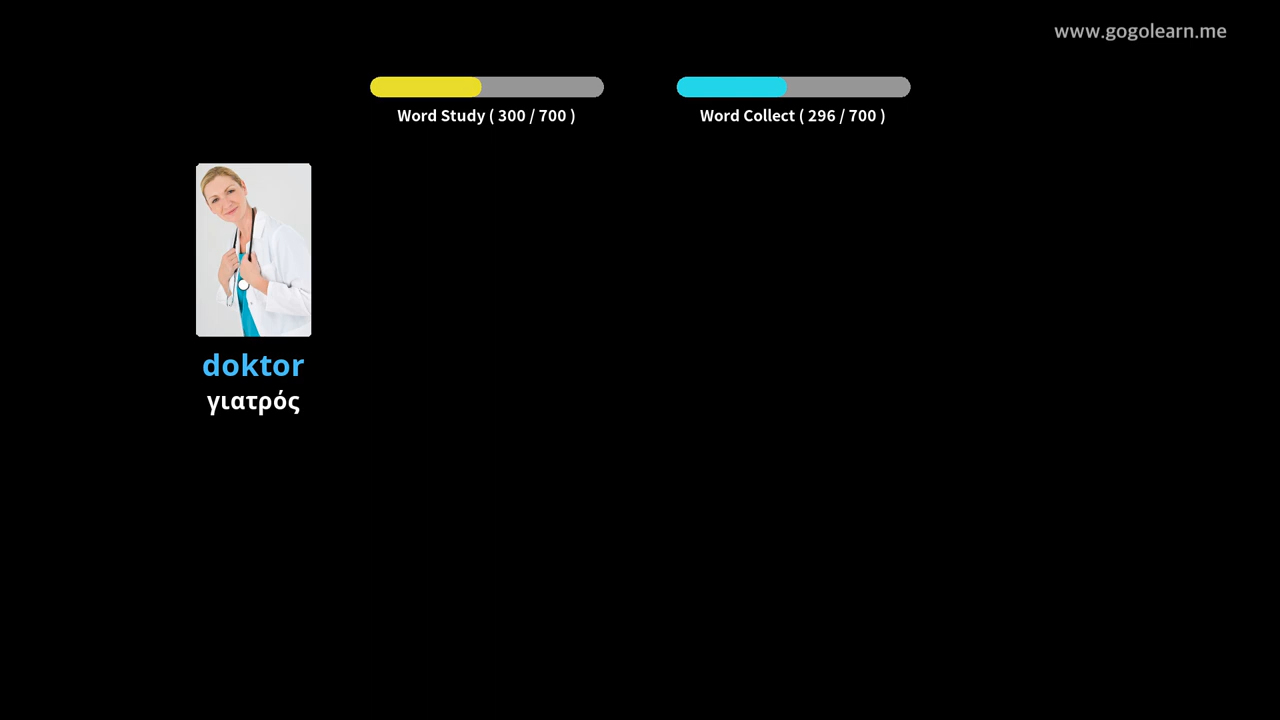 www.gogolearn.me
Word Study ( 300 / 700 )
Word Collect ( 296 / 700 )
doktor
γιατρός